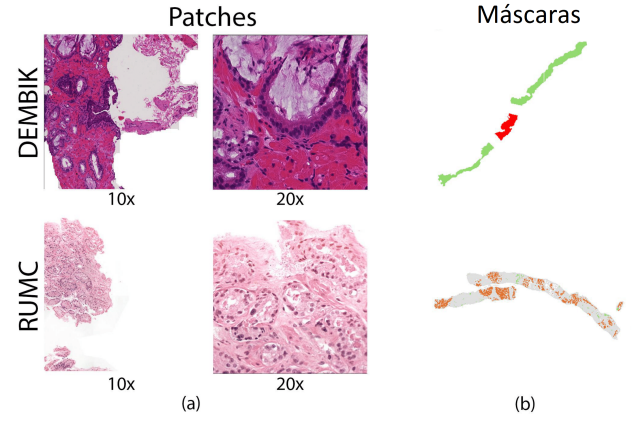 Patches
Máscaras
DEMBIK
10x
20x
RUMC
10x
20x
(a)
(b)